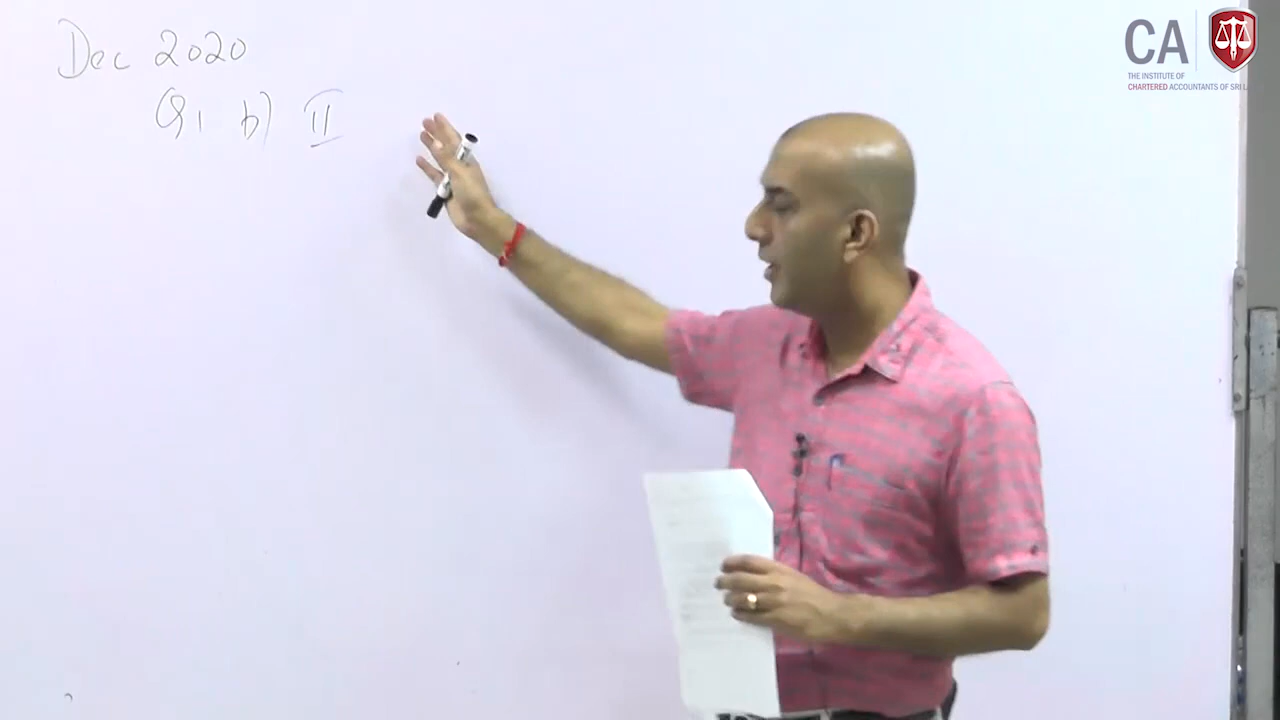 Dec 2020
Q1 b) II
CA
THE INSTITUTE OF
CHARTERED ACCOUNTANTS OF SRI L